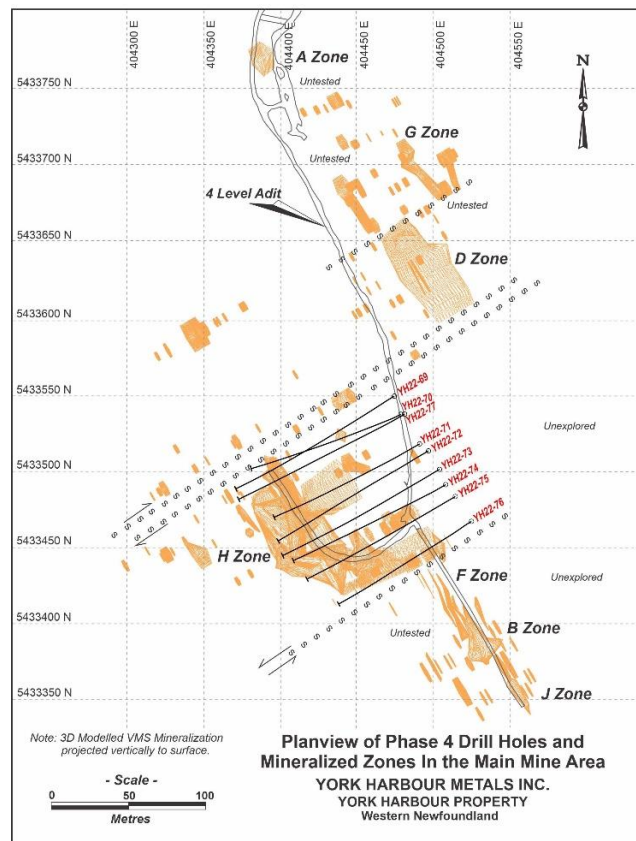 404300 E
404350 E
404400 E
404450 E
404500 E
404550 E
A Zone
Untested
5433750 N
G Zone
5433700 N
Untested
4 Level Adit
Untested
5433650 N
D Zone
5433600 N
YH22-69
5433550 N
YH22-70
YH22-77
Unexplored
YH22-71
YH22-72
5433500 N
YH22-73
YH22-74
YH22-75
YH22-76
5433450 N
H Zone
F Zone
Unexplored
5433400 N
Untested
B Zone
5433350 N
J Zone
N
Note: 3D Modelled VMS Mineralization
projected vertically to surface.
- Scale -
0 50 100
Metres
Planview of Phase 4 Drill Holes and
Mineralized Zones In the Main Mine Area
YORK HARBOUR METALS INC.
YORK HARBOUR PROPERTY
Western Newfoundland